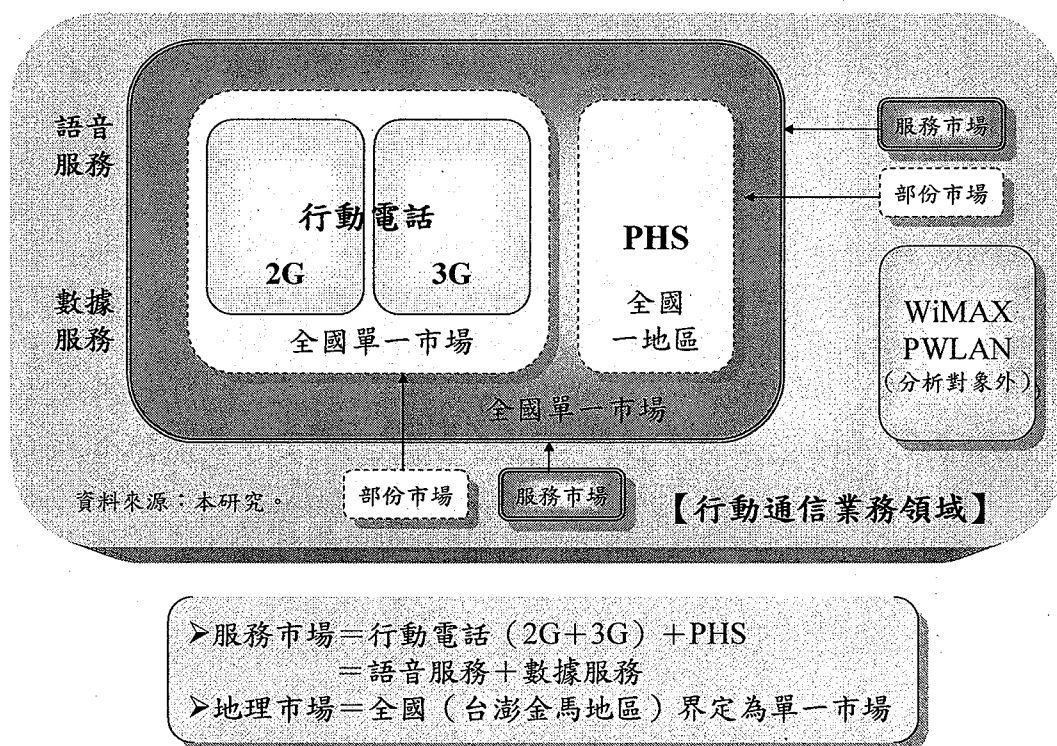 語音
服務
數據
服務
行動電話
2G
3G
全國單一市場
PHS
全國
一地區
全國單一市場
服務市場
部份市場
WiMAX
PWLAN
（分析對象外）
部份市場
服務市場
資料來源：本研究。
【行動通信業務領域】
➢服務市場＝行動電話（2G＋3G）＋PHS
＝語音服務＋數據服務
➢地理市場＝全國（台澎金馬地區）界定為單一市場